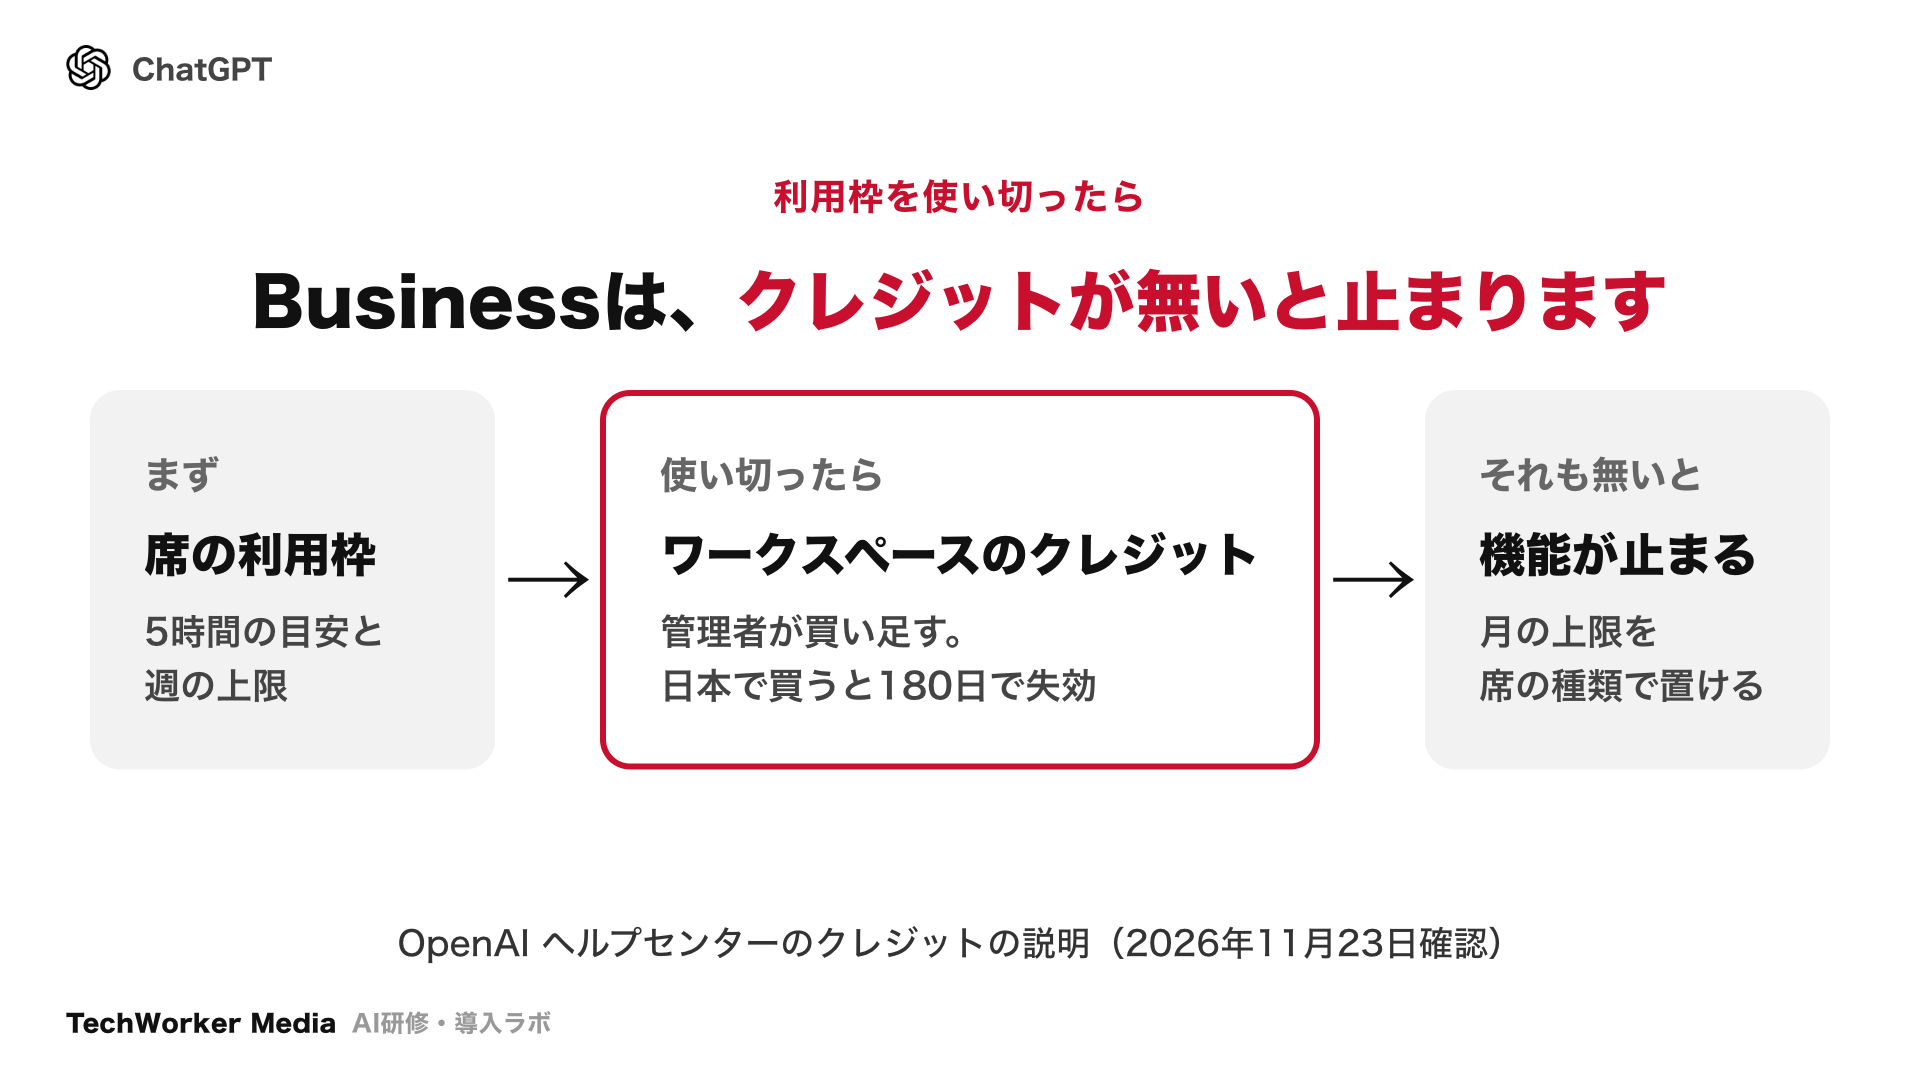 ChatGPT
利用枠を使い切ったら
Businessは、クレジットが無いと止まります
まず
席の利用枠
5時間の目安と
週の上限
使い切ったら
ワークスペースのクレジット
管理者が買い足す。
日本で買うと180日で失効
それも無いと
機能が止まる
月の上限を
席の種類で置ける
OpenAI ヘルプセンターのクレジットの説明（2026年11月23日確認）
TechWorker Media AI研修・導入ラボ